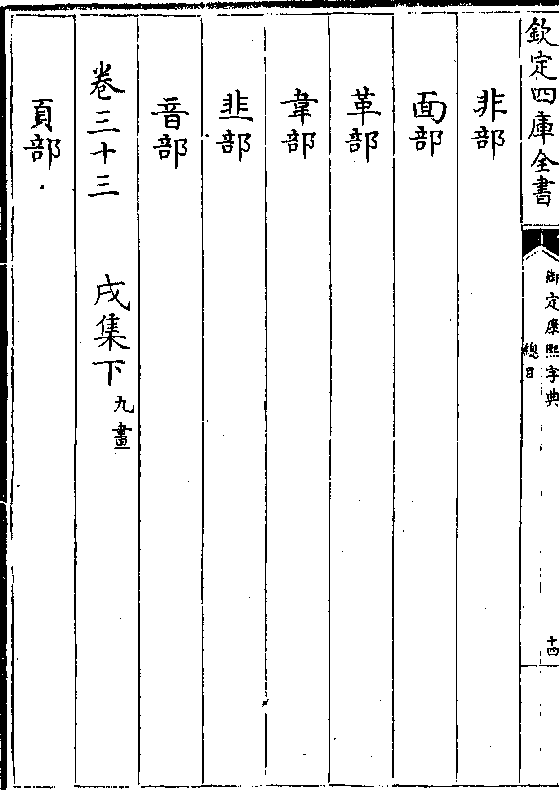 欽定四庫全書
御定康熙字典
總目
十四
非部
面部
革部
韋部
韭部
音部
卷三十三 戌集下九畫
頁部